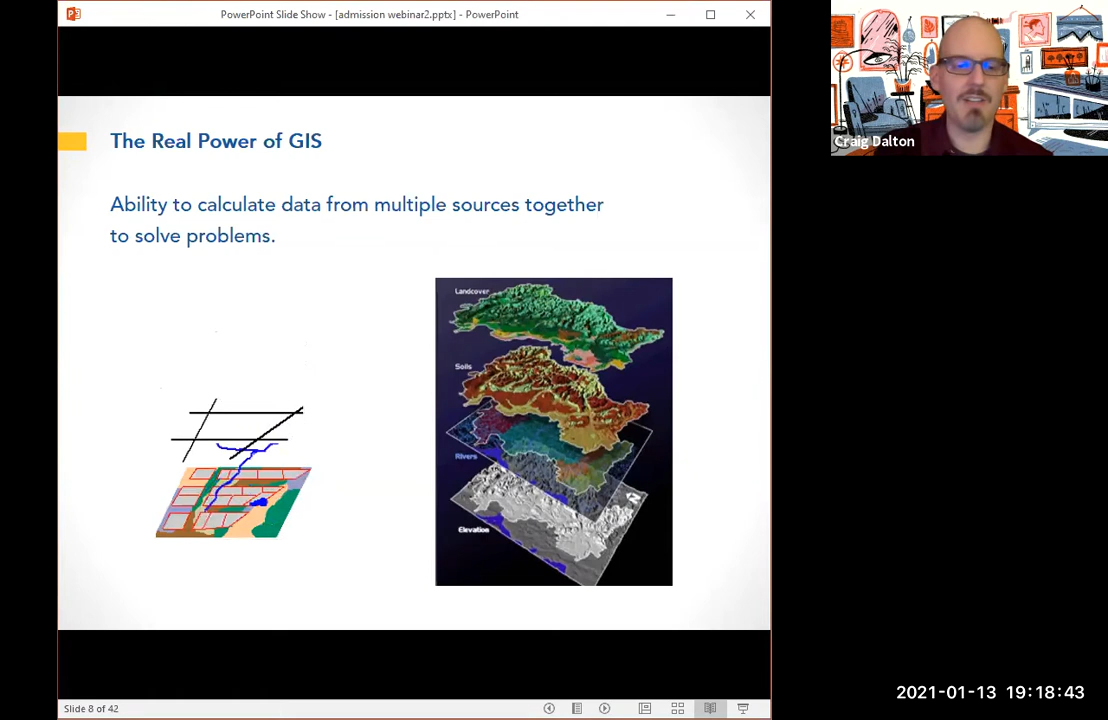 PowerPoint Slide Show - [admission webinar2.pptx] - PowerPoint
The Real Power of GIS
Ability to calculate data from multiple sources together
to solve problems.
Landcover
Soils
Rivers
Elevation
N
Slide 8 of 42
Craig Dalton
2021-01-13 19:18:43